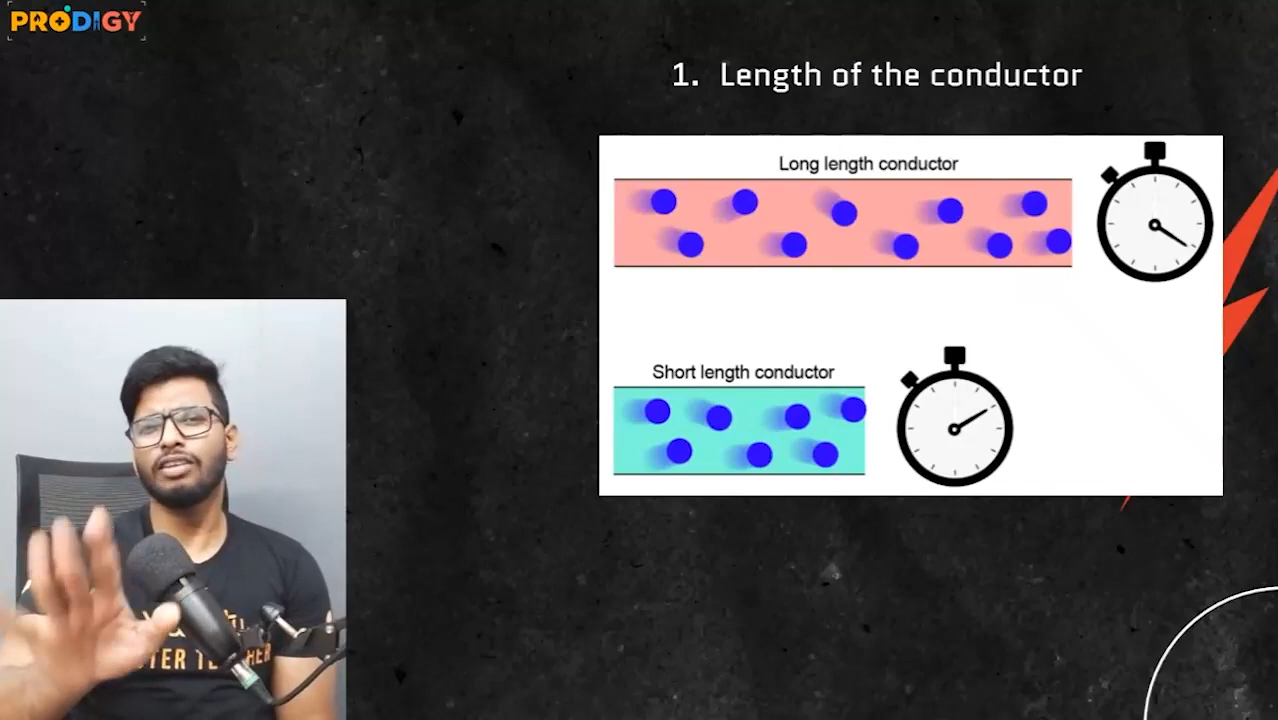 PRODIGY
1. Length of the conductor
Long length conductor
Short length conductor